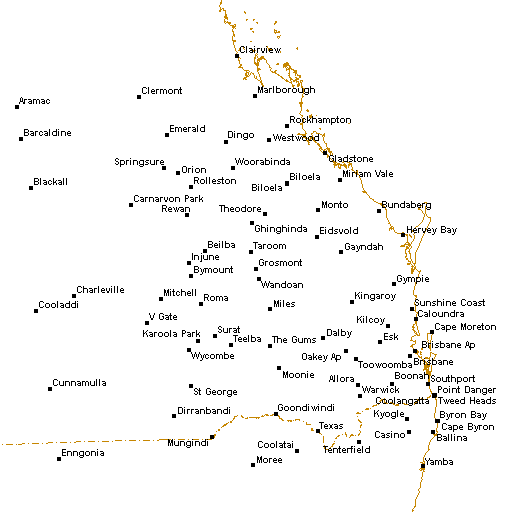 Clairview
Clermont
Marlborough
Aramac
Rockhampton
Barcaldine
Emerald
Dingo
Westwood
Gladstone
Springsure
Orion
Woorabinda
Biloela
Miriam Vale
Blackall
Rolleston
Biloela
Carnarvon Park
Rewan
Theodore
Monto
Bundaberg
Ghinghinda
Eidsvold
Hervey Bay
Beilba
Taroom
Gayndah
Injune
Grosmont
Bymount
Wandoan
Gympie
Charleville
Mitchell
Roma
Miles
Kingaroy
Sunshine Coast
Cooladdi
Caloundra
V Gate
Kilcoy
Cape Moreton
Karoola Park
Surat
Teelba
The Gums
Dalby
Esk
Brisbane Ap
Wycombe
Oakey Ap
Toowoomba
Brisbane
Moonie
Cunnamulla
St George
Allora
Boonah
Southport
Warwick
Point Danger
Coolangatta
Tweed Heads
Dirranbandi
Goondiwindi
Kyogle
Byron Bay
Texas
Casino
Cape Byron
Mungindi
Coolatai
Tenterfield
Ballina
Enngonia
Moree
Yamba